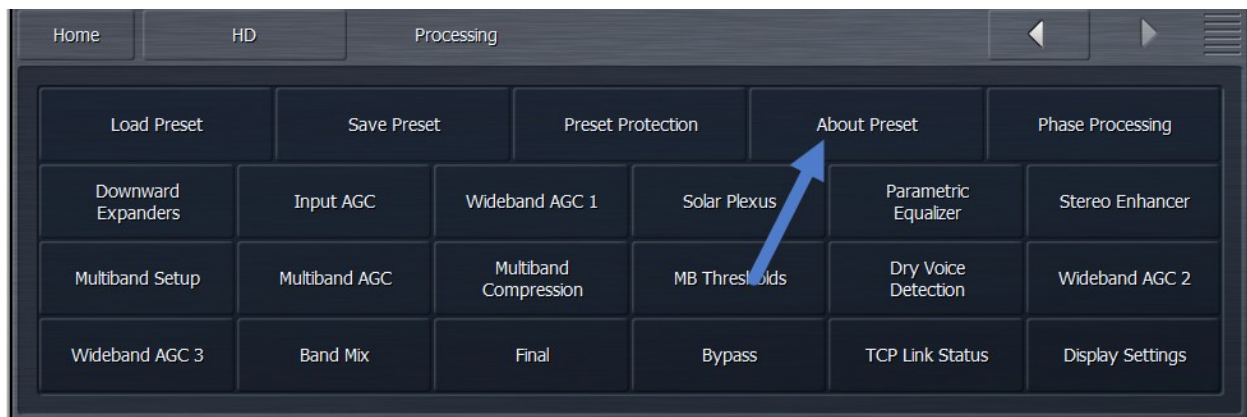 Home
HD
Processing
Load Preset
Save Preset
Preset Protection
About Preset
Phase Processing
Downward
Expanders
Input AGC
Wideband AGC 1
Solar Plexus
Parametric
Equalizer
Stereo Enhancer
Multiband Setup
Multiband AGC
Multiband
Compression
MB Thresholds
Dry Voice
Detection
Wideband AGC 2
Wideband AGC 3
Band Mix
Final
Bypass
TCP Link Status
Display Settings